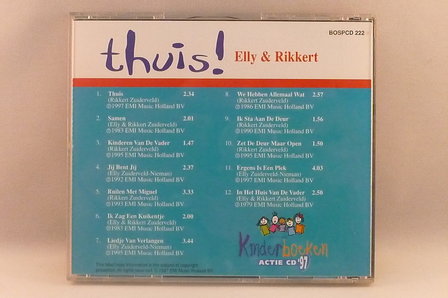 BOSPCD 222
thuis!
Elly & Rikkert
1. Thuis 2.34
(Rikkert Zuiderveld)
℗1997 EMI Music Holland BV
2. Samen 2.01
(Elly & Rikkert Zuiderveld)
℗1983 EMI Music Holland BV
3. Kinderen Van De Vader 1.47
(Rikkert Zuiderveld)
℗1995 EMI Music Holland BV
4. Jij Bent Jij 2.37
(Elly Zuiderveld-Nieman)
℗1992 EMI Music Holland BV
5. Ruilen Met Miguel 3.33
(Rikkert Zuiderveld)
℗1993 EMI Music Holland BV
6. Ik Zag Een Kuikentje 2.00
(Elly & Rikkert Zuiderveld)
℗1983 EMI Music Holland BV
7. Liedje Van Verlangen 3.44
(Elly Zuiderveld-Nieman)
℗1995 EMI Music Holland BV
8. We Hebben Allemaal Wat 2.57
(Rikkert Zuiderveld)
℗1986 EMI Music Holland BV
9. Ik Sta Aan De Deur 1.56
(Rikkert Zuiderveld)
℗1990 EMI Music Holland BV
10. Zet De Deur Maar Open 1.50
(Rikkert Zuiderveld)
℗1995 EMI Music Holland BV
11. Ergens Is Een Plek 4.03
(Elly Zuiderveld-Nieman)
℗1997 EMI Music Holland BV
12. In Het Huis Van De Vader 2.50
(Elly & Rikkert Zuiderveld)
℗1979 EMI Music Holland BV
Kinderboeken
ACTIE CD '97